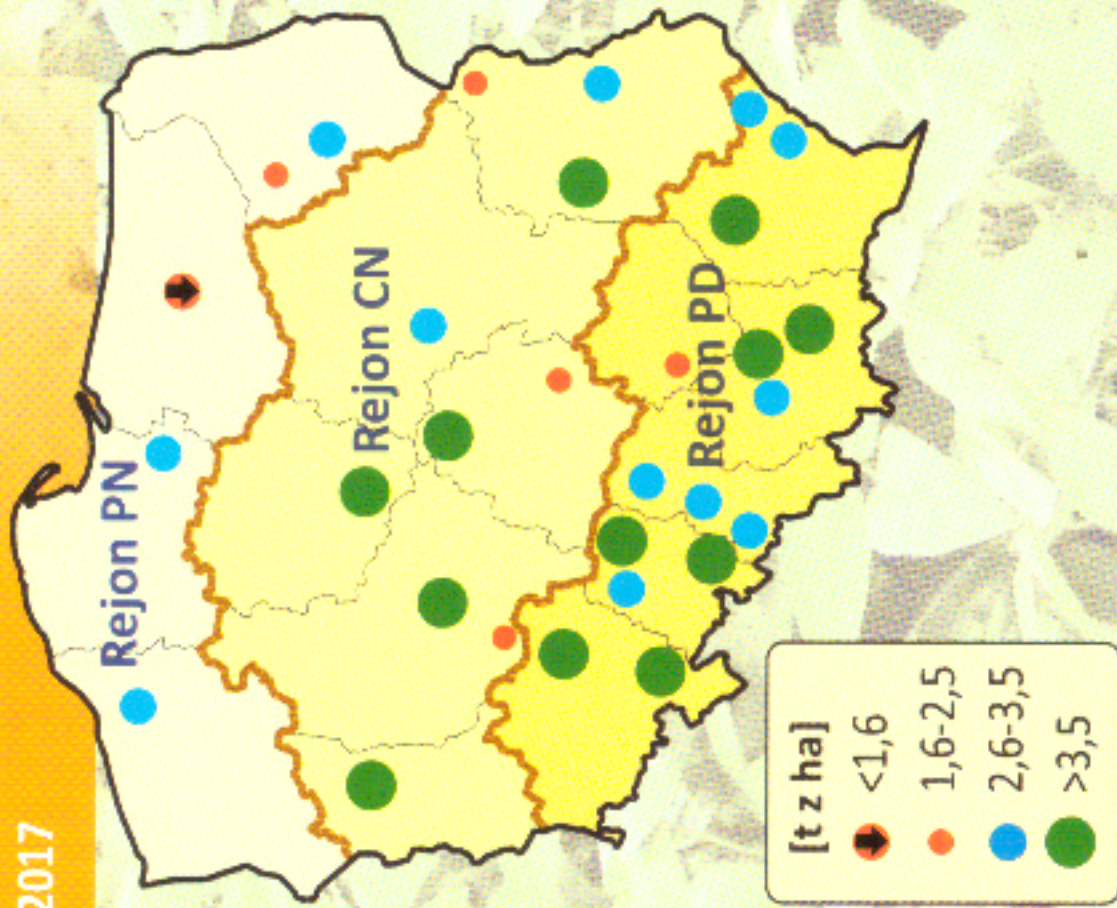 2017
Rejon PN
Rejon CN
Rejon PD
[t z ha]
<1,6
1,6-2,5
2,6-3,5
>3,5